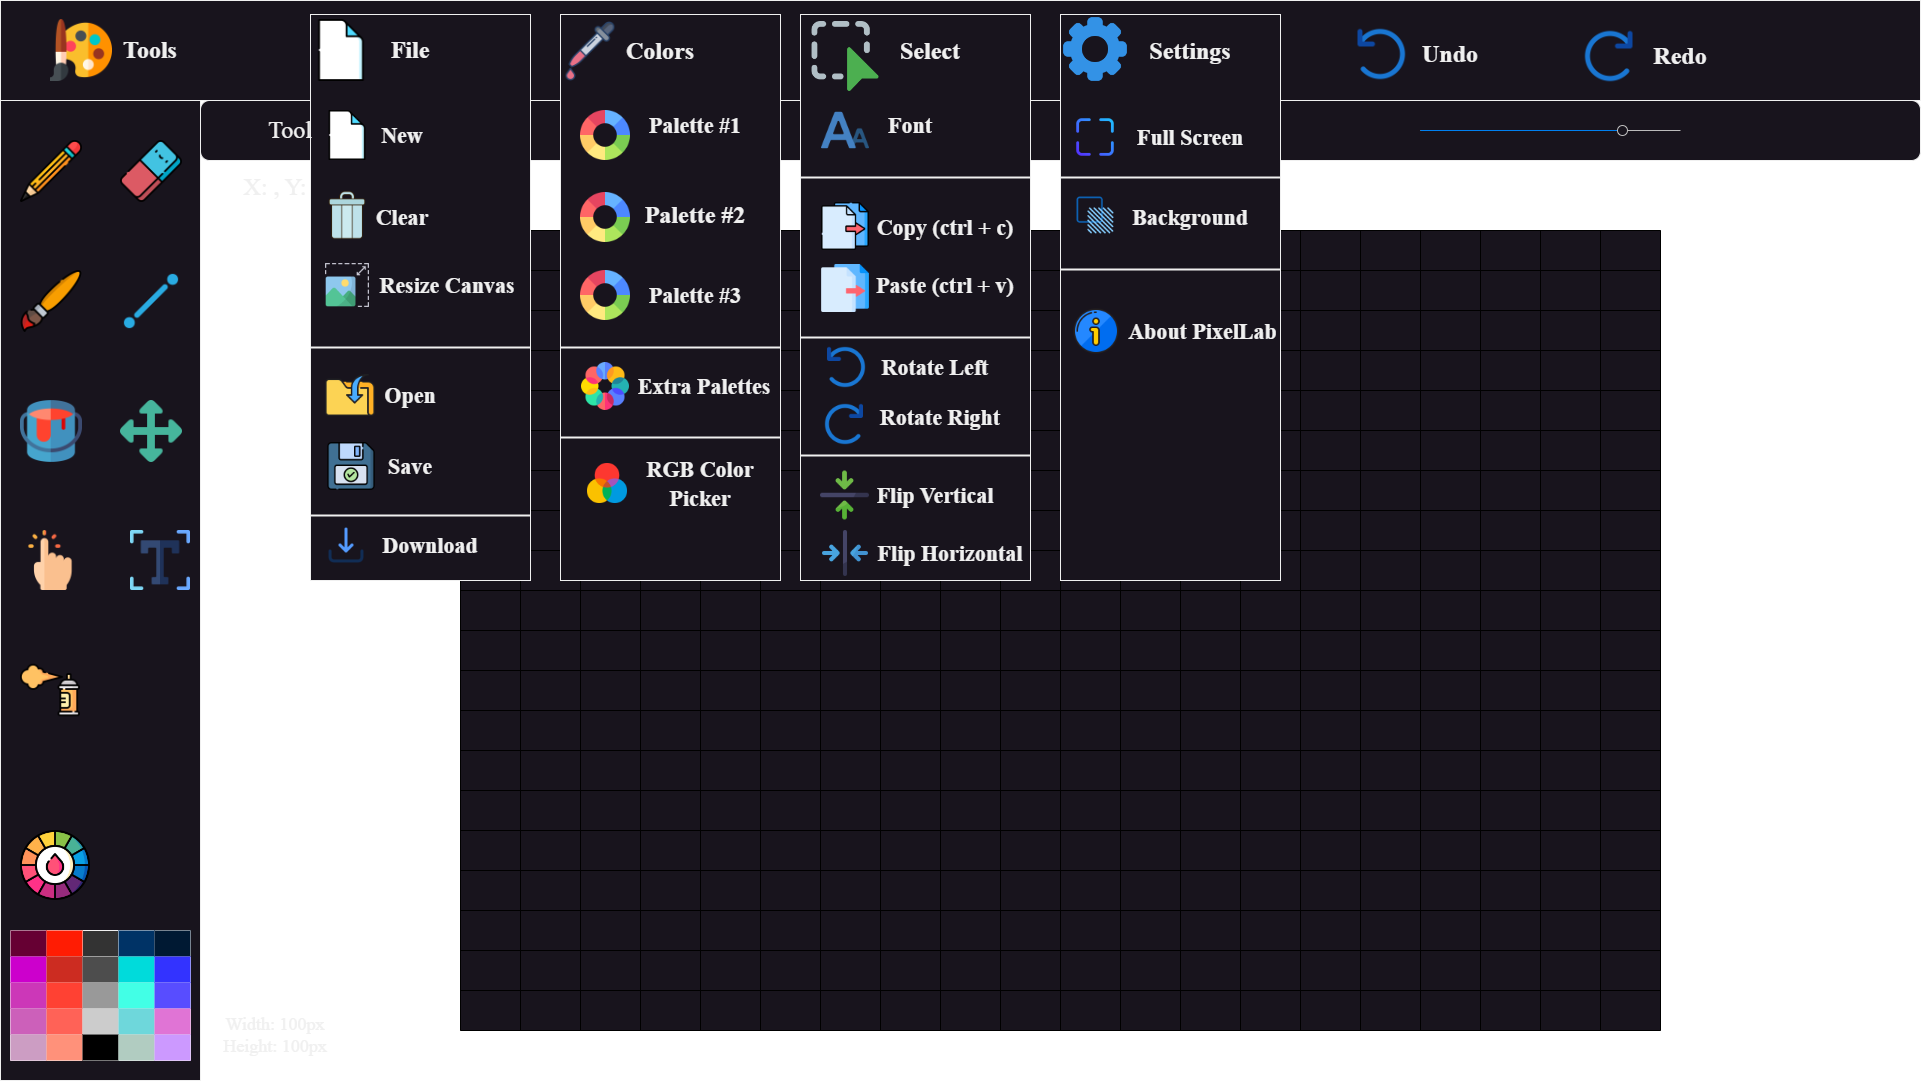 Tools
File
Colors
Select
Settings
Undo
Redo
Tool
X: , Y:
New
Clear
Resize Canvas
Open
Save
Download
Palette #1
Palette #2
Palette #3
Extra Palettes
RGB Color
Picker
Font
Copy (ctrl + c)
Paste (ctrl + v)
Rotate Left
Rotate Right
Flip Vertical
Flip Horizontal
Full Screen
Background
About PixelLab
Width: 100px
Height: 100px